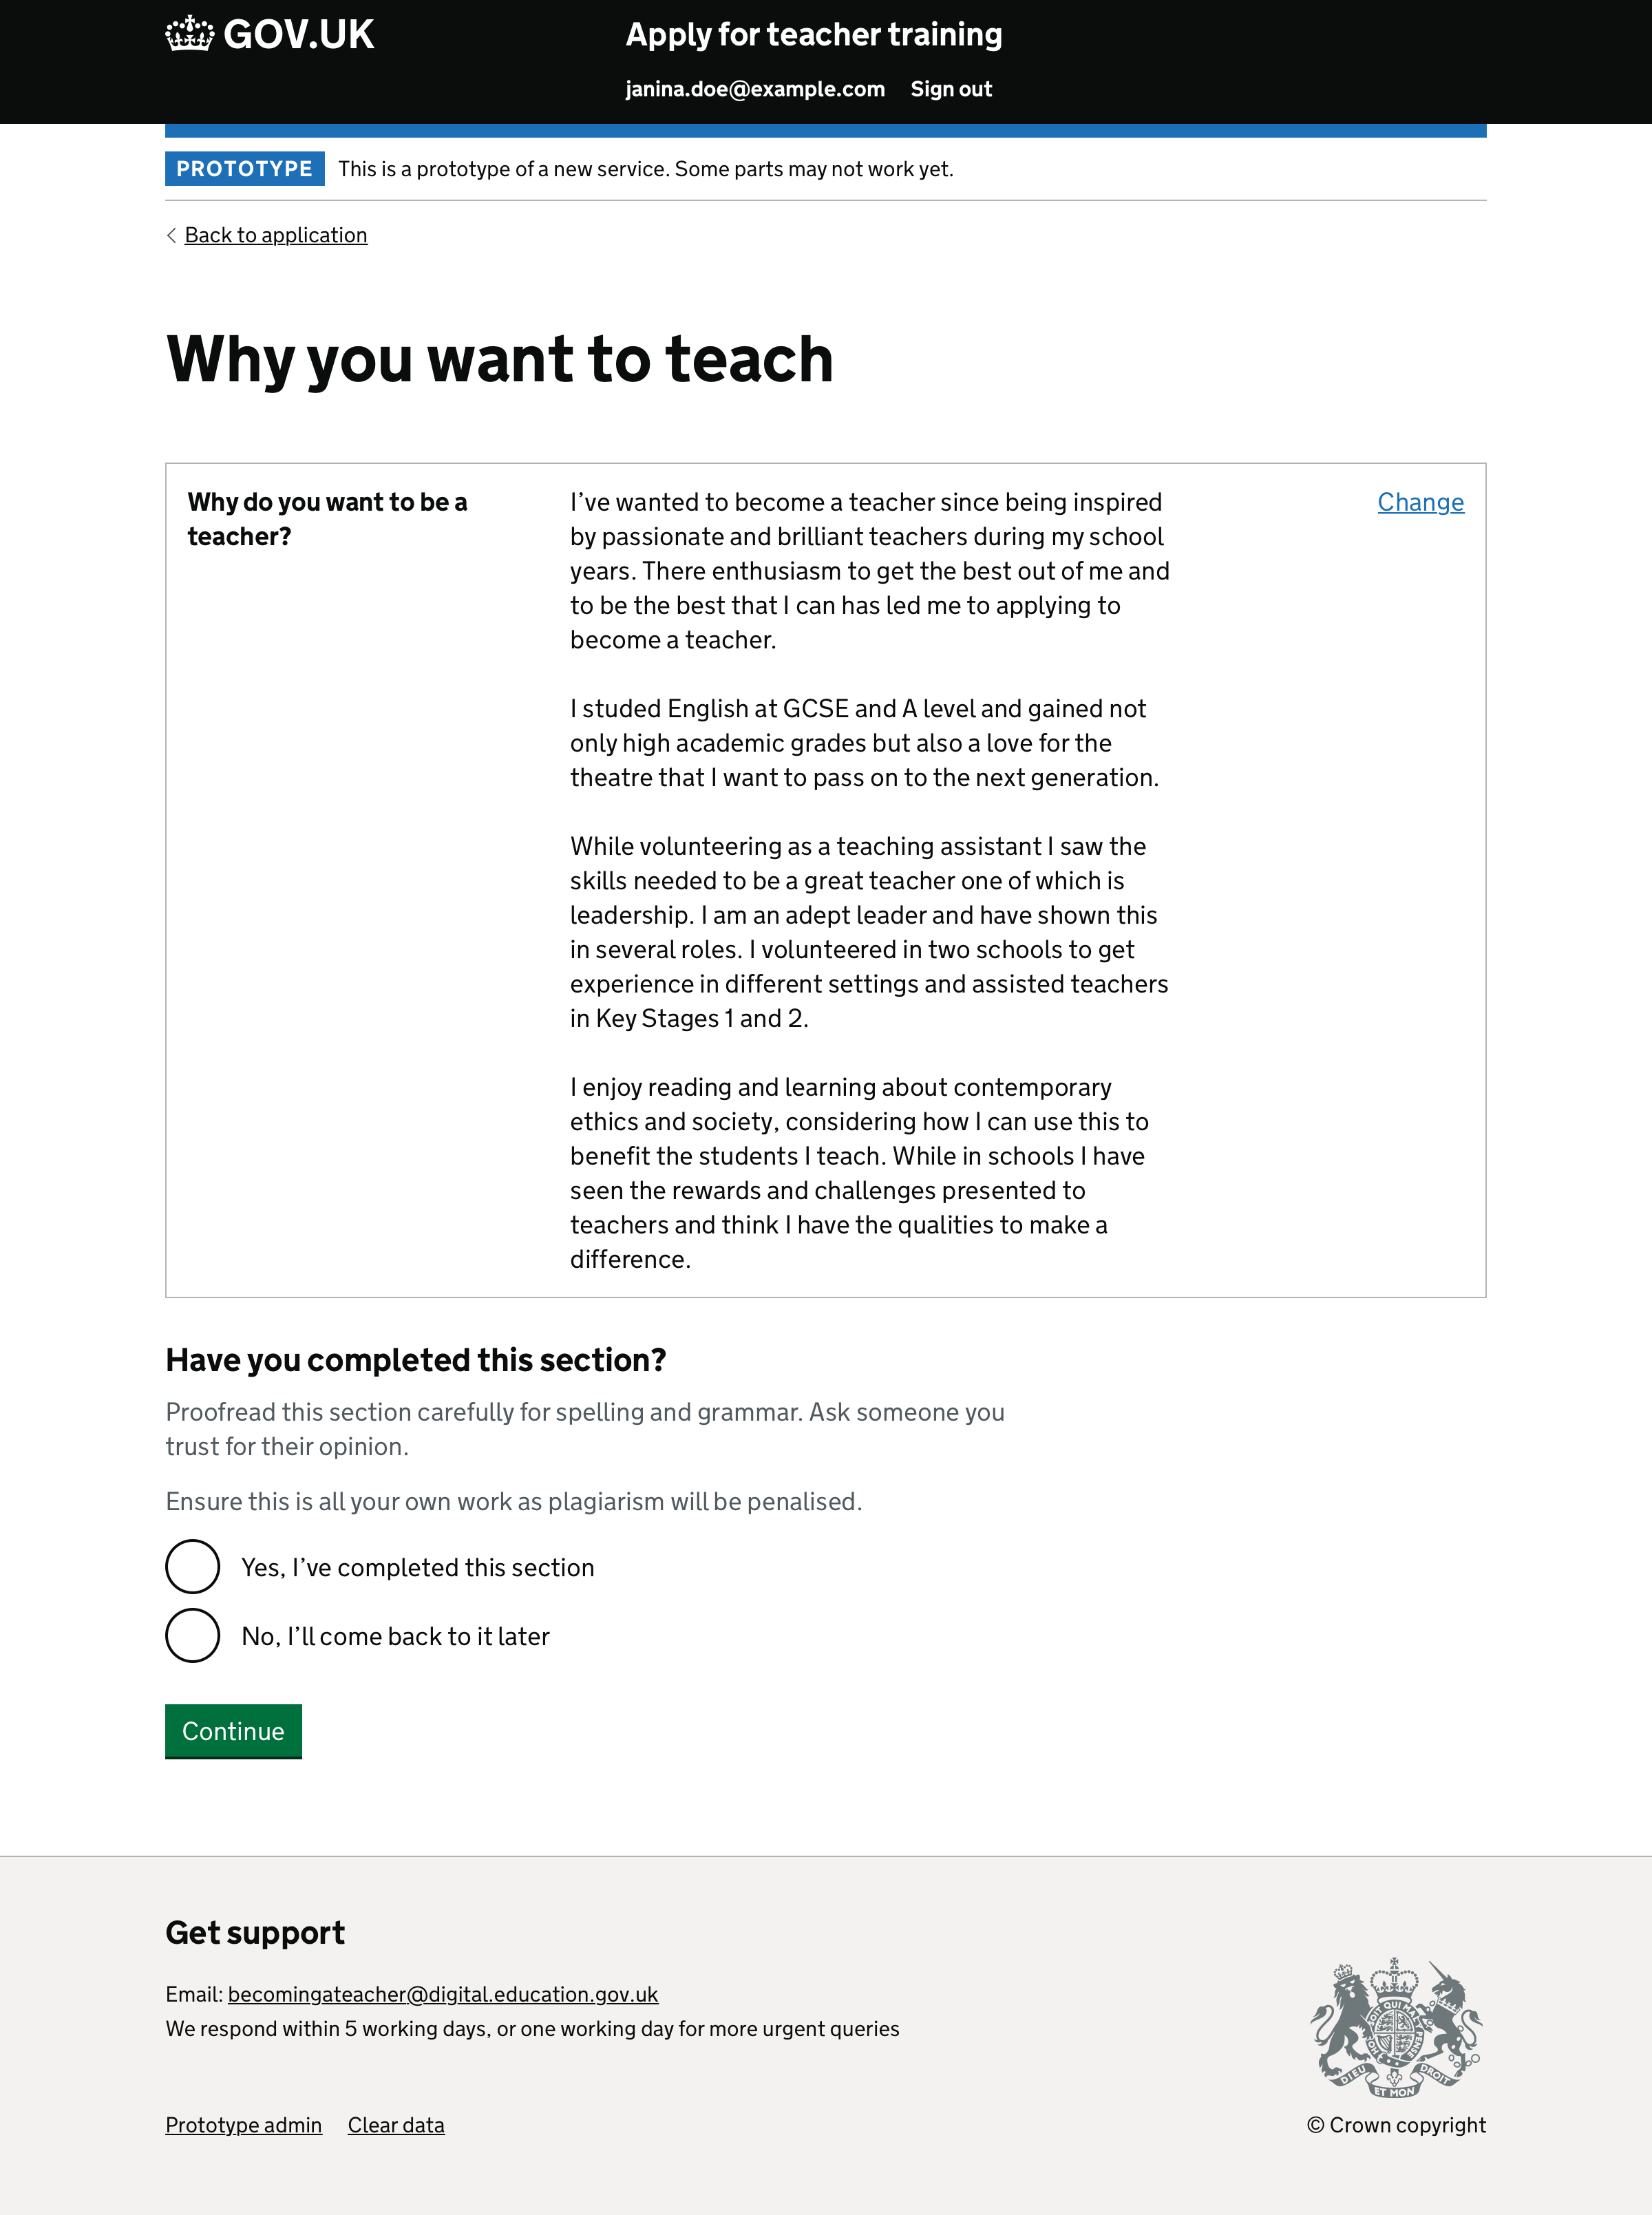 GOV.UK
Apply for teacher training
janina.doe@example.com Sign out
PROTOTYPE This is a prototype of a new service. Some parts may not work yet.
Back to application
Why you want to teach
Why do you want to be a
teacher?
I’ve wanted to become a teacher since being inspired
by passionate and brilliant teachers during my school
years. There enthusiasm to get the best out of me and
to be the best that I can has led me to applying to
become a teacher.
I studed English at GCSE and A level and gained not
only high academic grades but also a love for the
theatre that I want to pass on to the next generation.
While volunteering as a teaching assistant I saw the
skills needed to be a great teacher one of which is
leadership. I am an adept leader and have shown this
in several roles. I volunteered in two schools to get
experience in different settings and assisted teachers
in Key Stages 1 and 2.
I enjoy reading and learning about contemporary
ethics and society, considering how I can use this to
benefit the students I teach. While in schools I have
seen the rewards and challenges presented to
teachers and think I have the qualities to make a
difference.
Change
Have you completed this section?
Proofread this section carefully for spelling and grammar. Ask someone you
trust for their opinion.
Ensure this is all your own work as plagiarism will be penalised.
Yes, I’ve completed this section
No, I’ll come back to it later
Continue
Get support
Email: becomingateacher@digital.education.gov.uk
We respond within 5 working days, or one working day for more urgent queries
Prototype admin Clear data
DIEU ET MON DROIT
© Crown copyright